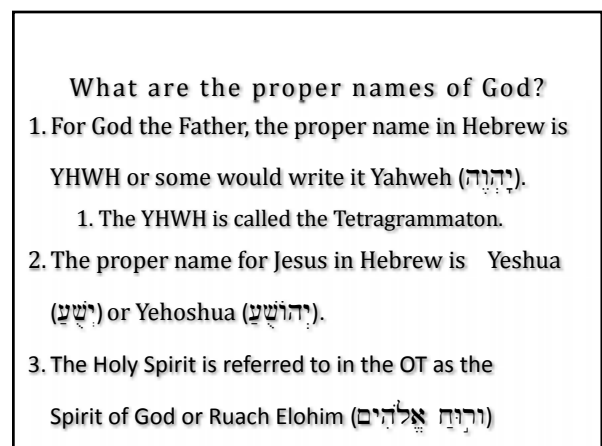 What are the proper names of God?
1. For God the Father, the proper name in Hebrew is
YHWH or some would write it Yahweh (יָהְוֶה).
1. The YHWH is called the Tetragrammaton.
2. The proper name for Jesus in Hebrew is Yeshua
(יְשֻׁעַ) or Yehoshua (יְהוֹשֻׁעַ).
3. The Holy Spirit is referred to in the OT as the
Spirit of God or Ruach Elohim (ור֣וּחַ אֱלֹהִ֔ים)